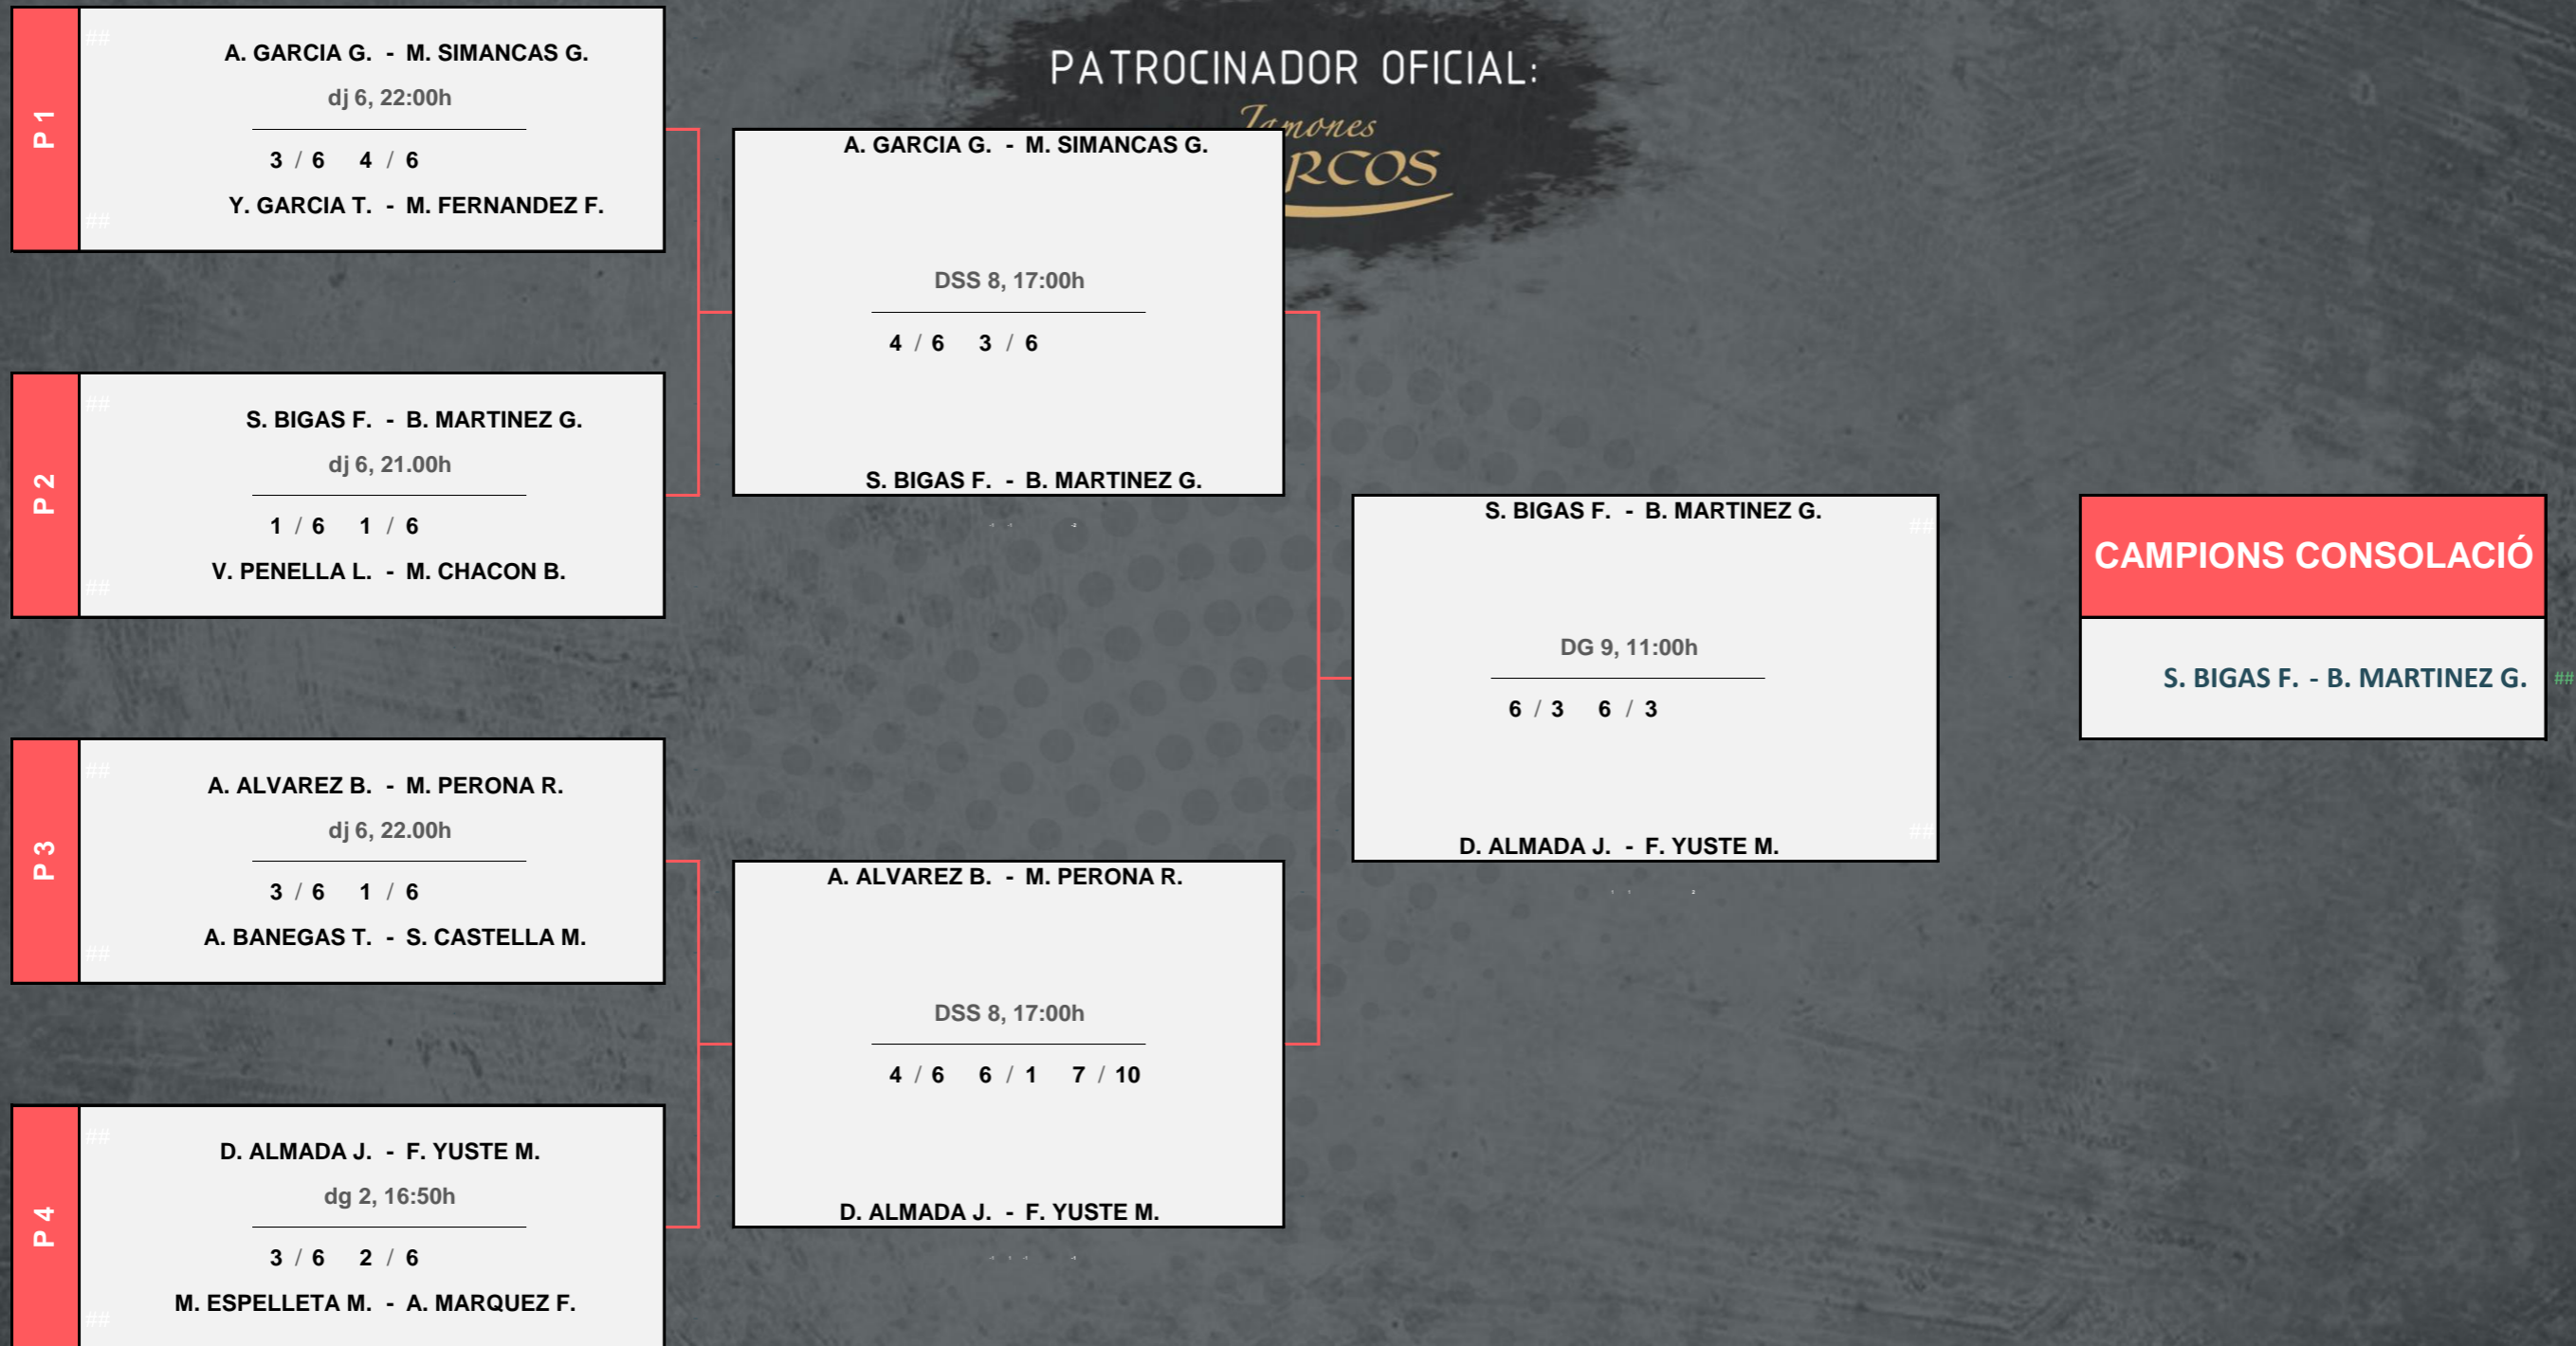 PATROCINADOR OFICIAL:
Jamones
RCOS
P 1
##
A. GARCIA G. - M. SIMANCAS G.
dj 6, 22:00h
3 / 6 4 / 6
Y. GARCIA T. - M. FERNANDEZ F.
##
P 2
##
S. BIGAS F. - B. MARTINEZ G.
dj 6, 21.00h
1 / 6 1 / 6
V. PENELLA L. - M. CHACON B.
##
P 3
##
A. ALVAREZ B. - M. PERONA R.
dj 6, 22.00h
3 / 6 1 / 6
A. BANEGAS T. - S. CASTELLA M.
##
P 4
##
D. ALMADA J. - F. YUSTE M.
dg 2, 16:50h
3 / 6 2 / 6
M. ESPELLETA M. - A. MARQUEZ F.
##
A. GARCIA G. - M. SIMANCAS G.
DSS 8, 17:00h
4 / 6 3 / 6
S. BIGAS F. - B. MARTINEZ G.
A. ALVAREZ B. - M. PERONA R.
DSS 8, 17:00h
4 / 6 6 / 1 7 / 10
D. ALMADA J. - F. YUSTE M.
S. BIGAS F. - B. MARTINEZ G.
##
DG 9, 11:00h
6 / 3 6 / 3
##
D. ALMADA J. - F. YUSTE M.
CAMPIONS CONSOLACIÓ
S. BIGAS F. - B. MARTINEZ G.
##